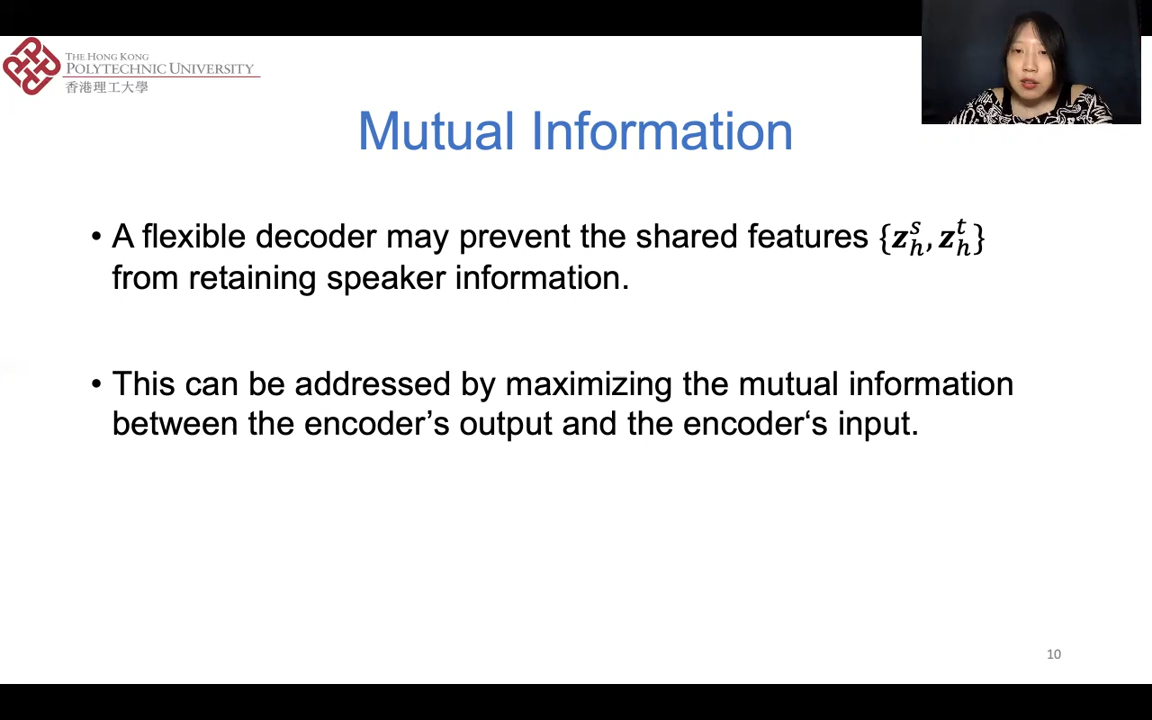 THE HONG KONG
POLYTECHNIC UNIVERSITY
香港理工大學
Mutual Information
• A flexible decoder may prevent the shared features {𝒛ₕˢ, 𝒛ₕᵗ}
from retaining speaker information.
• This can be addressed by maximizing the mutual information
between the encoder’s output and the encoder‘s input.
10